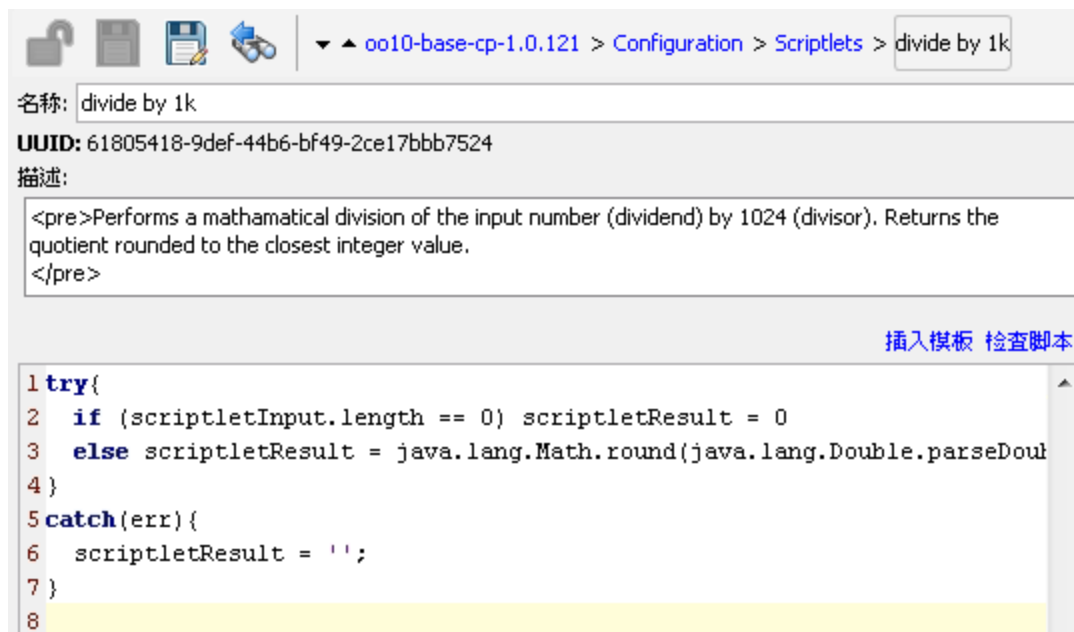 oo10-base-cp-1.0.121 > Configuration > Scriptlets > divide by 1k
名称: divide by 1k
UUID: 61805418-9def-44b6-bf49-2ce17bbb7524
描述:
<pre>Performs a mathamatical division of the input number (dividend) by 1024 (divisor). Returns the
quotient rounded to the closest integer value.
</pre>
插入模板 检查脚本
1 try{
2   if (scriptletInput.length == 0) scriptletResult = 0
3   else scriptletResult = java.lang.Math.round(java.lang.Double.parseDoub
4 }
5 catch(err){
6   scriptletResult = '';
7 }
8